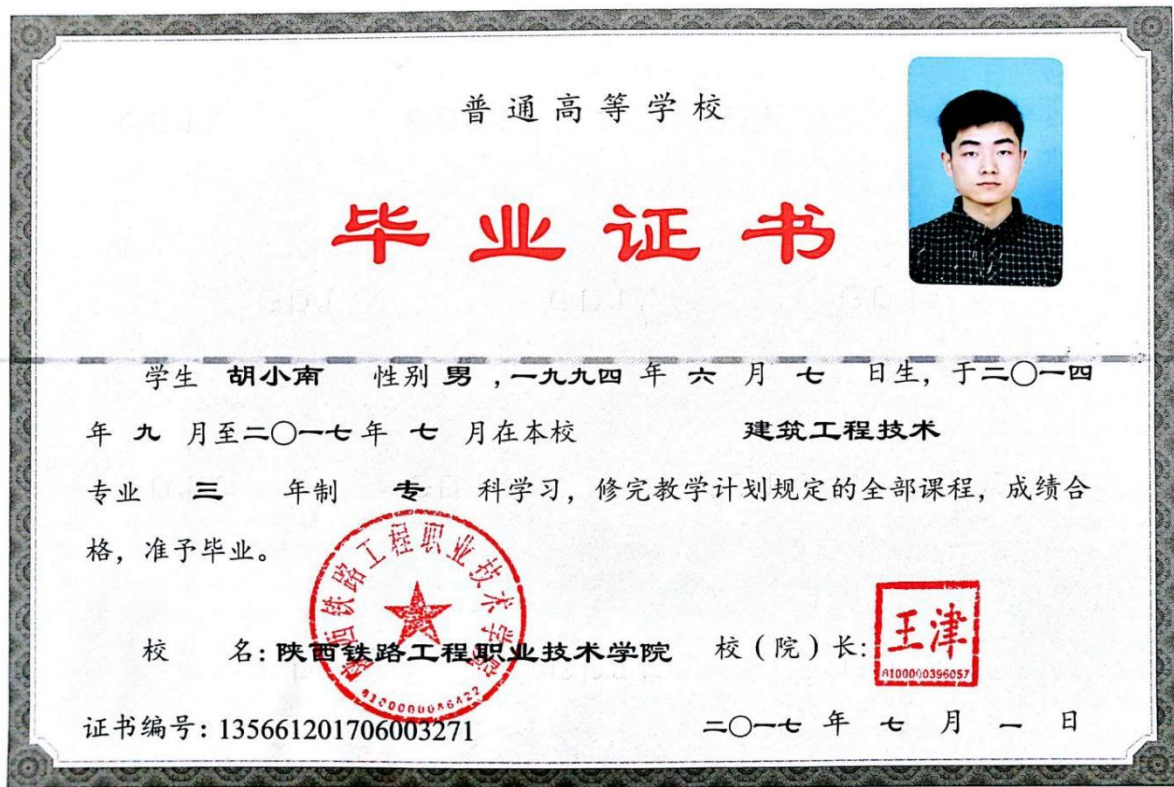 普通高等学校
毕业证书
学生 胡小南 性别 男 ,一九九四 年 六 月 七 日生, 于二〇一四
年 九 月至二〇一七年 七 月在本校 建筑工程技术
专业 三 年制 专 科学习, 修完教学计划规定的全部课程, 成绩合
格, 准予毕业。
陕西铁路工程职业技术学院
校 名: 陕西铁路工程职业技术学院 校(院)长:
王津
6100000396057
证书编号: 135661201706003271 二〇一七 年 七 月 一 日